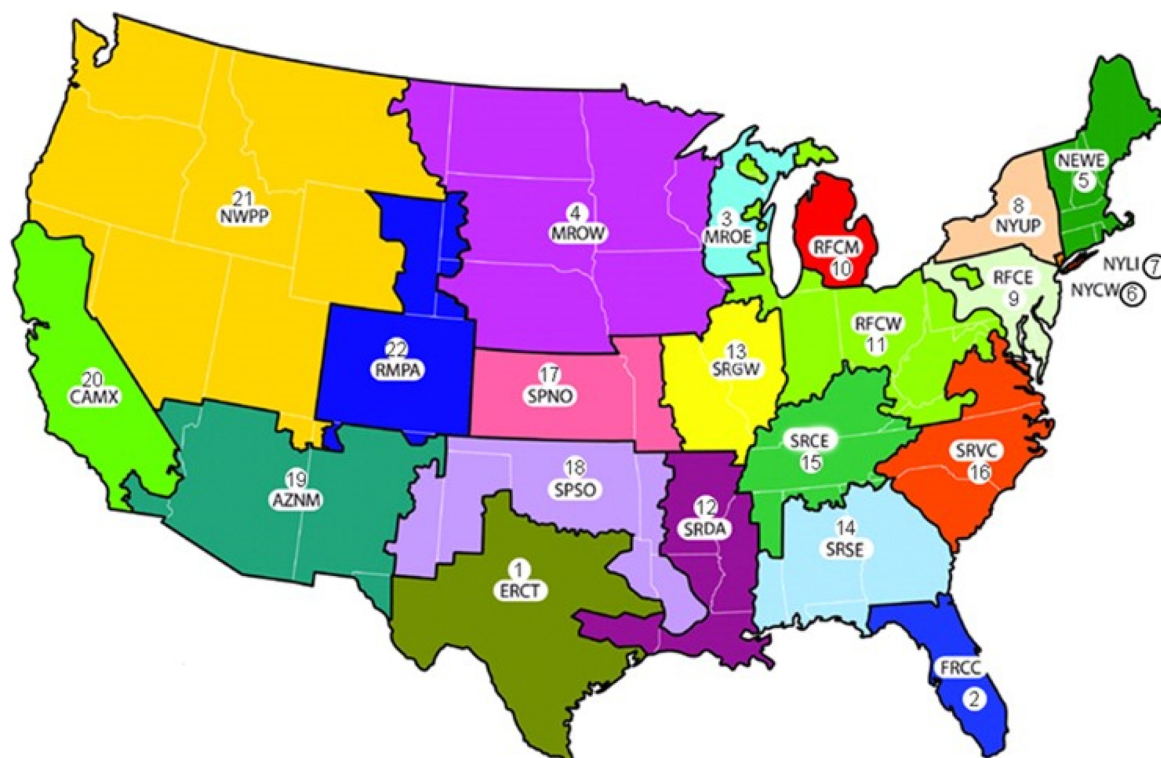 21
NWPP
4
MROW
3
MROE
RFCM
10
NEWE
5
8
NYUP
NYLI 7
NYCW 6
RFCE
9
RFCW
11
13
SRGW
22
RMPA
17
SPNO
20
CAMX
SRCE
15
SRVC
16
18
SPSO
19
AZNM
12
SRDA
14
SRSE
1
ERCT
FRCC
2